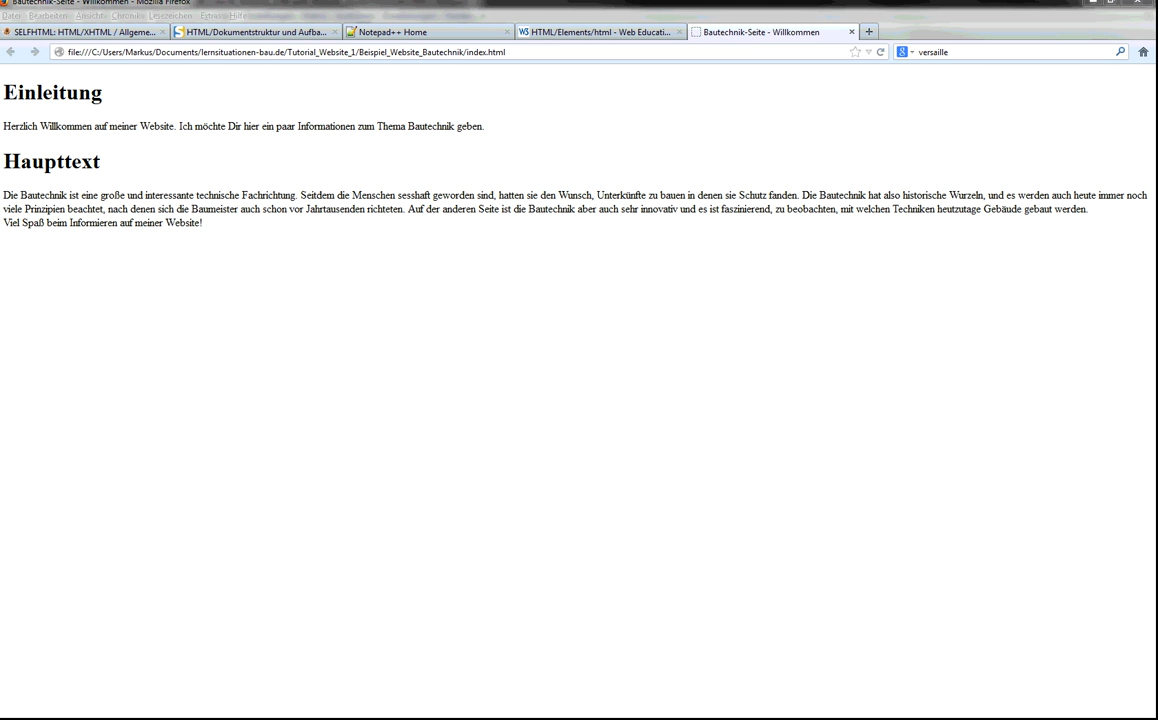 Bautechnik-Seite - Willkommen - Mozilla Firefox
Datei Bearbeiten Ansicht Chronik Lesezeichen Extras Hilfe
SELFHTML: HTML/XHTML / Allgeme... HTML/Dokumentstruktur und Aufba... Notepad++ Home HTML/Elements/html - Web Educati... Bautechnik-Seite - Willkommen
file:///C:/Users/Markus/Documents/lernsituationen-bau.de/Tutorial_Website_1/Beispiel_Website_Bautechnik/index.html versaille
Einleitung
Herzlich Willkommen auf meiner Website. Ich möchte Dir hier ein paar Informationen zum Thema Bautechnik geben.
Haupttext
Die Bautechnik ist eine große und interessante technische Fachrichtung. Seitdem die Menschen sesshaft geworden sind, hatten sie den Wunsch, Unterkünfte zu bauen in denen sie Schutz fanden. Die Bautechnik hat also historische Wurzeln, und es werden auch heute immer noch
viele Prinzipien beachtet, nach denen sich die Baumeister auch schon vor Jahrtausenden richteten. Auf der anderen Seite ist die Bautechnik aber auch sehr innovativ und es ist faszinierend, zu beobachten, mit welchen Techniken heutzutage Gebäude gebaut werden.
Viel Spaß beim Informieren auf meiner Website!